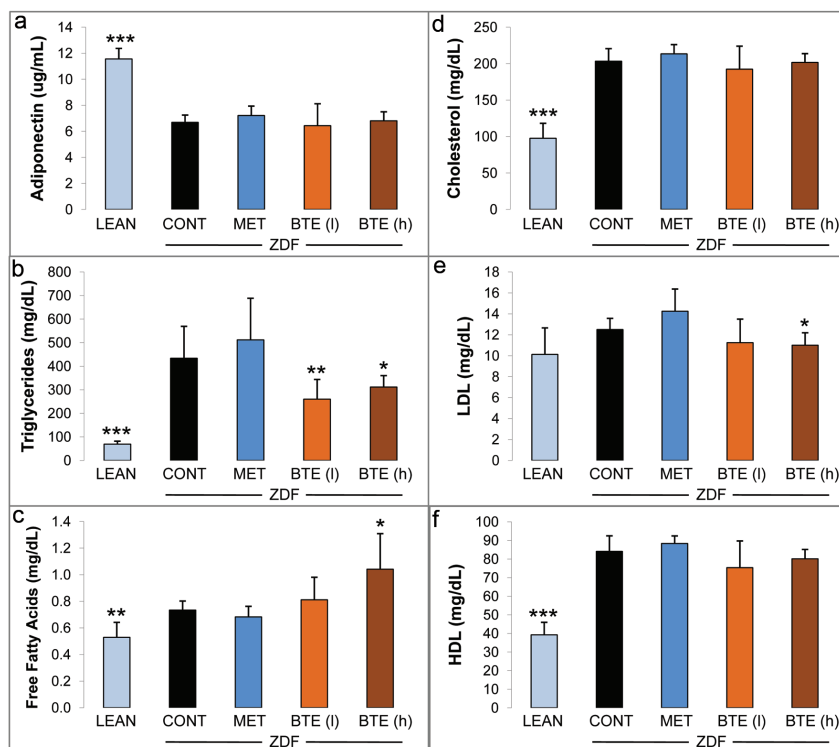 a
Adiponectin (ug/mL)
14
12
10
8
6
4
2
0
***
LEAN CONT MET BTE (l) BTE (h)
ZDF
b
Triglycerides (mg/dL)
800
700
600
500
400
300
200
100
0
***
**
*
LEAN CONT MET BTE (l) BTE (h)
ZDF
c
Free Fatty Acids (mg/dL)
1.4
1.2
1.0
0.8
0.6
0.4
0.2
0.0
**
*
LEAN CONT MET BTE (l) BTE (h)
ZDF
d
Cholesterol (mg/dL)
250
200
150
100
50
0
***
LEAN CONT MET BTE (l) BTE (h)
ZDF
e
LDL (mg/dL)
18
16
14
12
10
8
6
4
2
0
*
LEAN CONT MET BTE (l) BTE (h)
ZDF
f
HDL (mg/dL)
100
90
80
70
60
50
40
30
20
10
0
***
LEAN CONT MET BTE (l) BTE (h)
ZDF